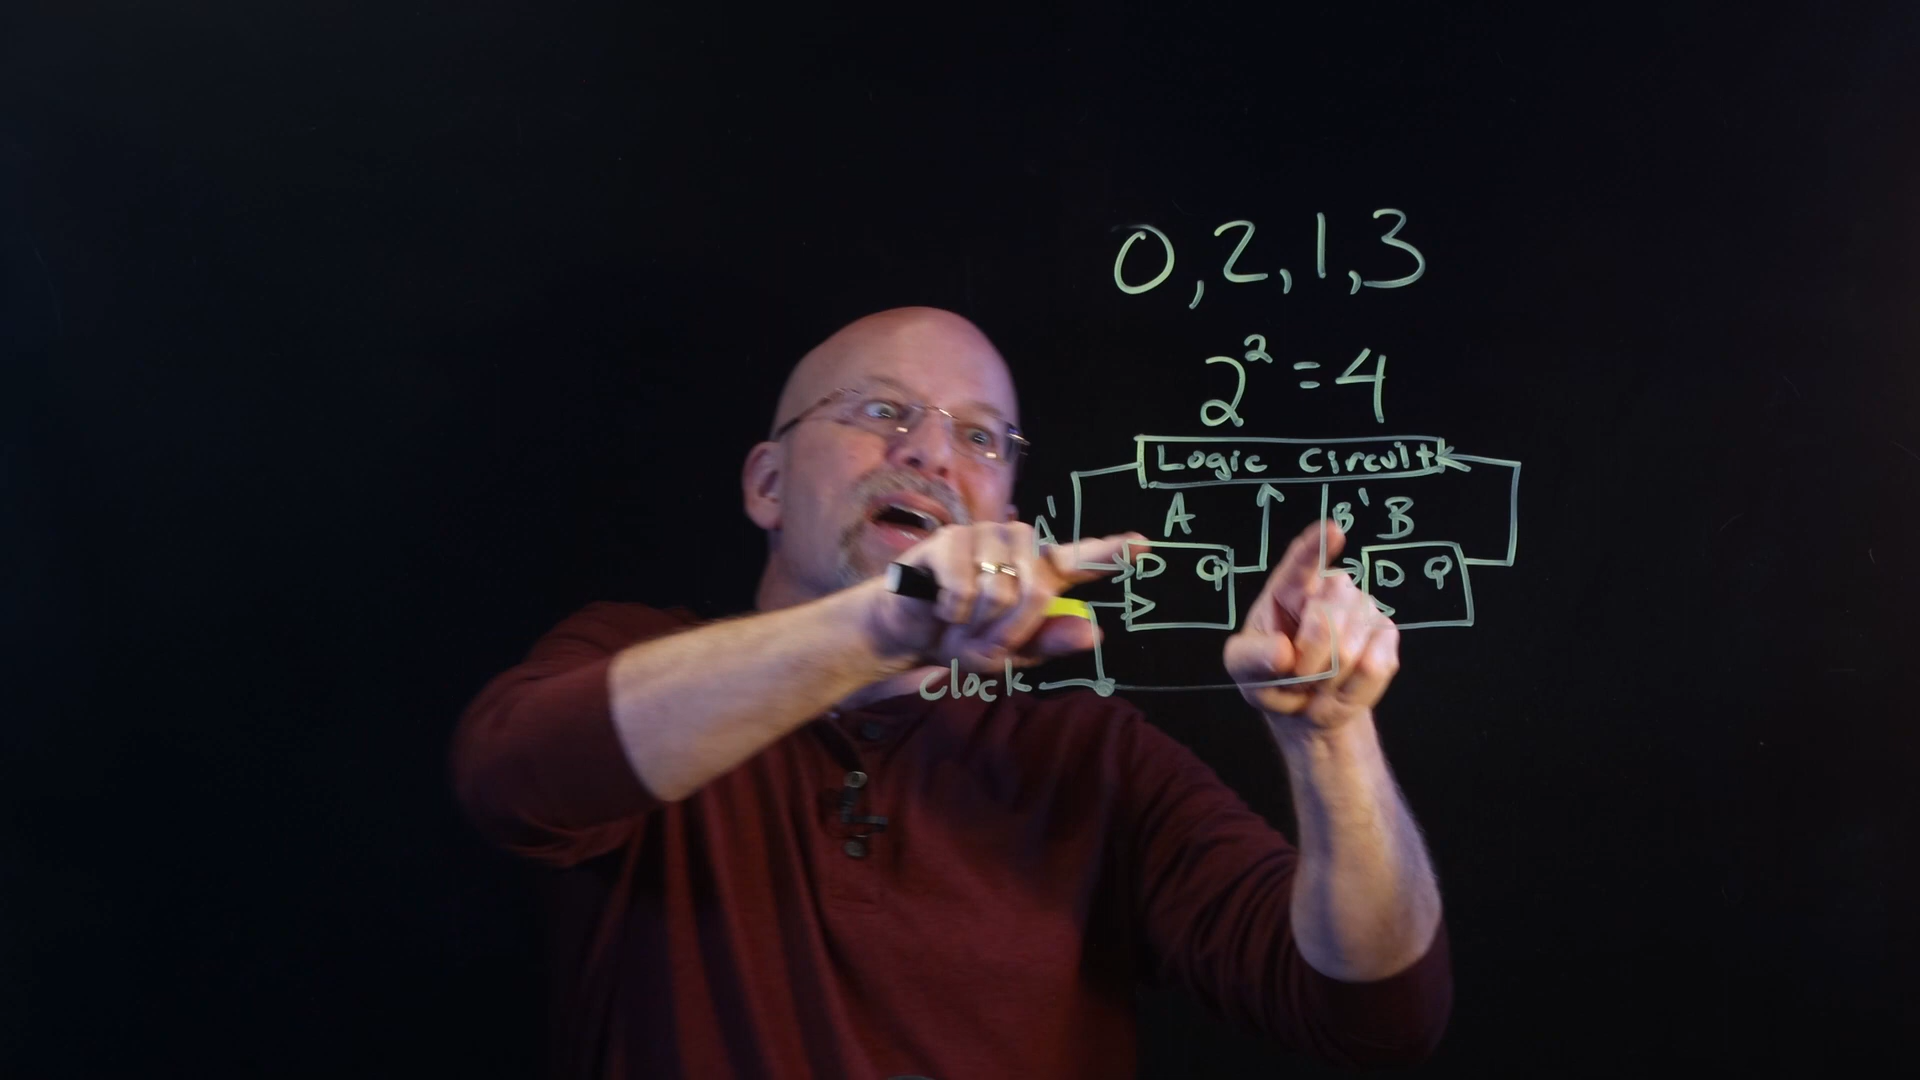 0,2,1,3
2² = 4
Logic Circuit
A' A B' B
D Q D Q
Clock